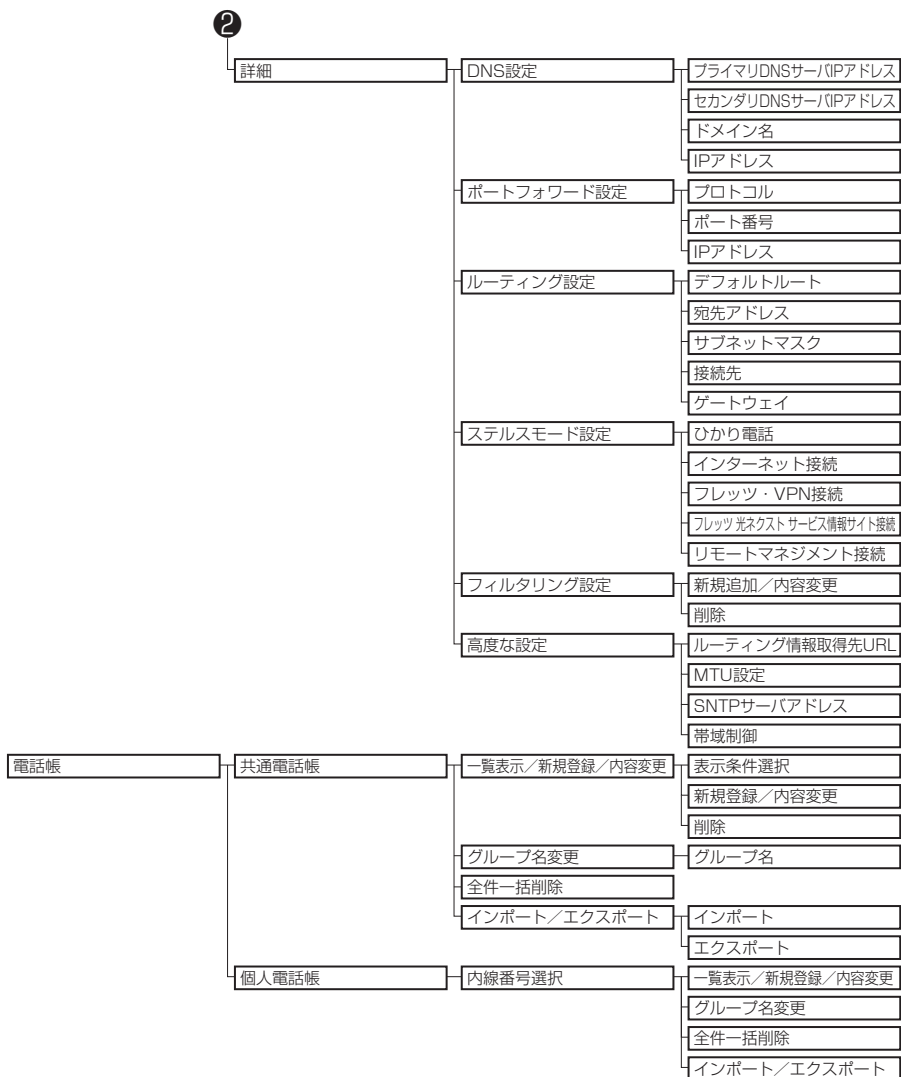 ❷
詳細 DNS設定 プライマリDNSサーバIPアドレス
セカンダリDNSサーバIPアドレス
ドメイン名
IPアドレス
ポートフォワード設定 プロトコル
ポート番号
IPアドレス
ルーティング設定 デフォルトルート
宛先アドレス
サブネットマスク
接続先
ゲートウェイ
ステルスモード設定 ひかり電話
インターネット接続
フレッツ・VPN接続
フレッツ 光ネクスト サービス情報サイト接続
リモートマネジメント接続
フィルタリング設定 新規追加／内容変更
削除
高度な設定 ルーティング情報取得先URL
MTU設定
SNTPサーバアドレス
帯域制御
電話帳 共通電話帳 一覧表示／新規登録／内容変更 表示条件選択
新規登録／内容変更
削除
グループ名変更 グループ名
全件一括削除
インポート／エクスポート インポート
エクスポート
個人電話帳 内線番号選択 一覧表示／新規登録／内容変更
グループ名変更
全件一括削除
インポート／エクスポート